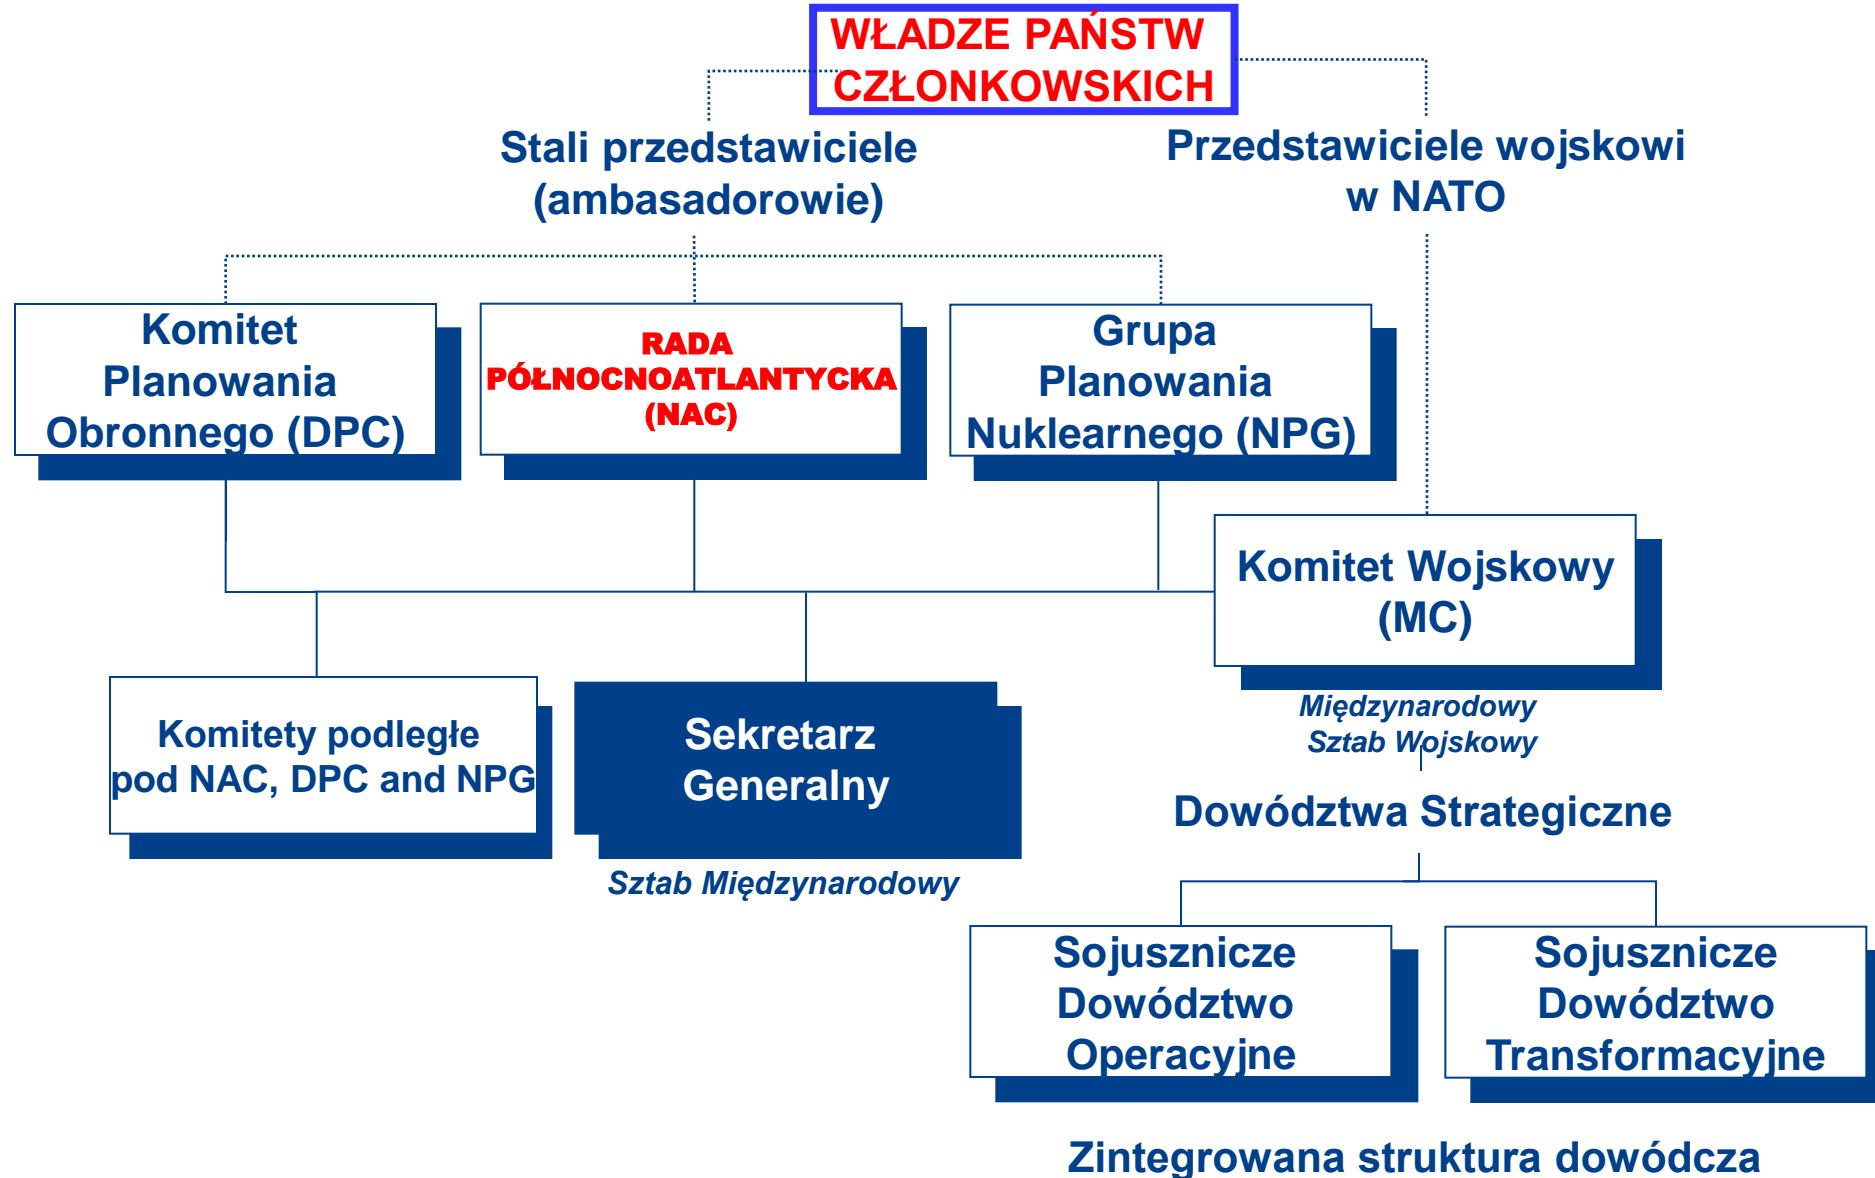 WŁADZE PAŃSTW
CZŁONKOWSKICH
Stali przedstawiciele
(ambasadorowie)
Przedstawiciele wojskowi
w NATO
Komitet
Planowania
Obronnego (DPC)
RADA
PÓŁNOCNOATLANTYCKA
(NAC)
Grupa
Planowania
Nuklearnego (NPG)
Komitet Wojskowy
(MC)
Międzynarodowy
Sztab Wojskowy
Komitety podległe
pod NAC, DPC and NPG
Sekretarz
Generalny
Sztab Międzynarodowy
Dowództwa Strategiczne
Sojusznicze
Dowództwo
Operacyjne
Sojusznicze
Dowództwo
Transformacyjne
Zintegrowana struktura dowódcza